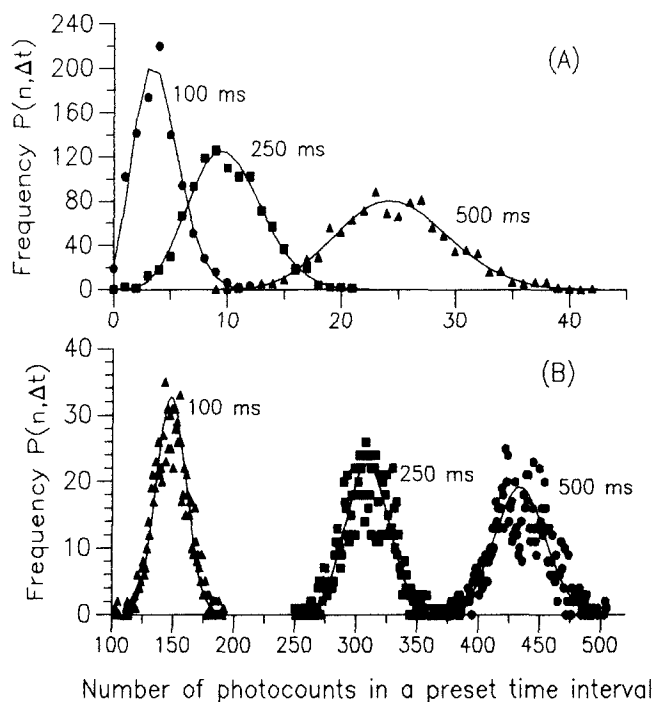 (A)
Frequency P(n,Δt)
240
200
160
120
80
40
0
100 ms
250 ms
500 ms
0 10 20 30 40
(B)
Frequency P(n,Δt)
40
30
20
10
0
100 ms
250 ms
500 ms
100 150 200 250 300 350 400 450 500
Number of photocounts in a preset time interval